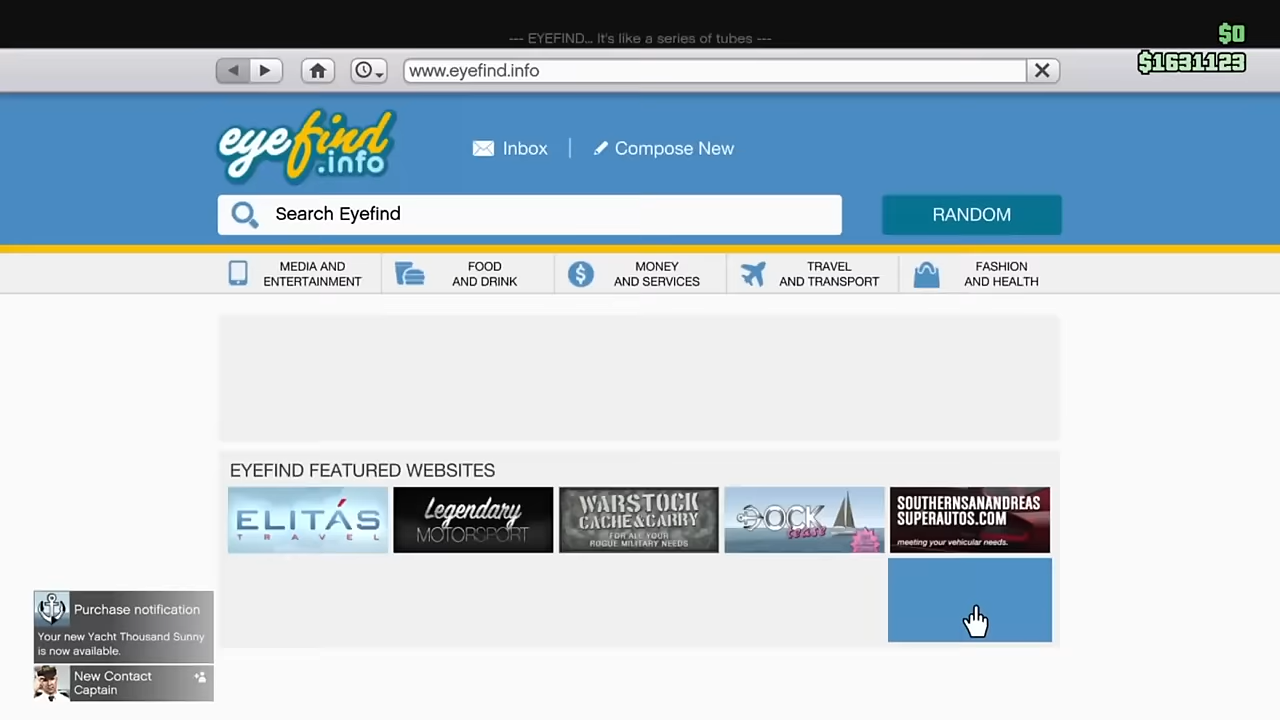 --- EYEFIND... It's like a series of tubes ---
$0
$1631123
www.eyefind.info
eyefind
.info
Inbox
Compose New
Search Eyefind
RANDOM
MEDIA AND
ENTERTAINMENT
FOOD
AND DRINK
MONEY
AND SERVICES
TRAVEL
AND TRANSPORT
FASHION
AND HEALTH
EYEFIND FEATURED WEBSITES
ELITÁS
TRAVEL
Legendary
MOTORSPORT
WARSTOCK
CACHE&CARRY
FOR ALL YOUR
ROGUE MILITARY NEEDS
DOCK
tease
SOUTHERNSANANDREAS
SUPERAUTOS.COM
meeting your vehicular needs.
Purchase notification
Your new Yacht Thousand Sunny
is now available.
New Contact
Captain